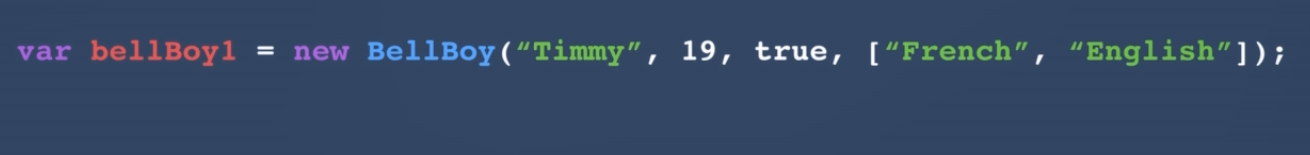 var bellBoy1 = new BellBoy(“Timmy”, 19, true, [“French”, “English”]);